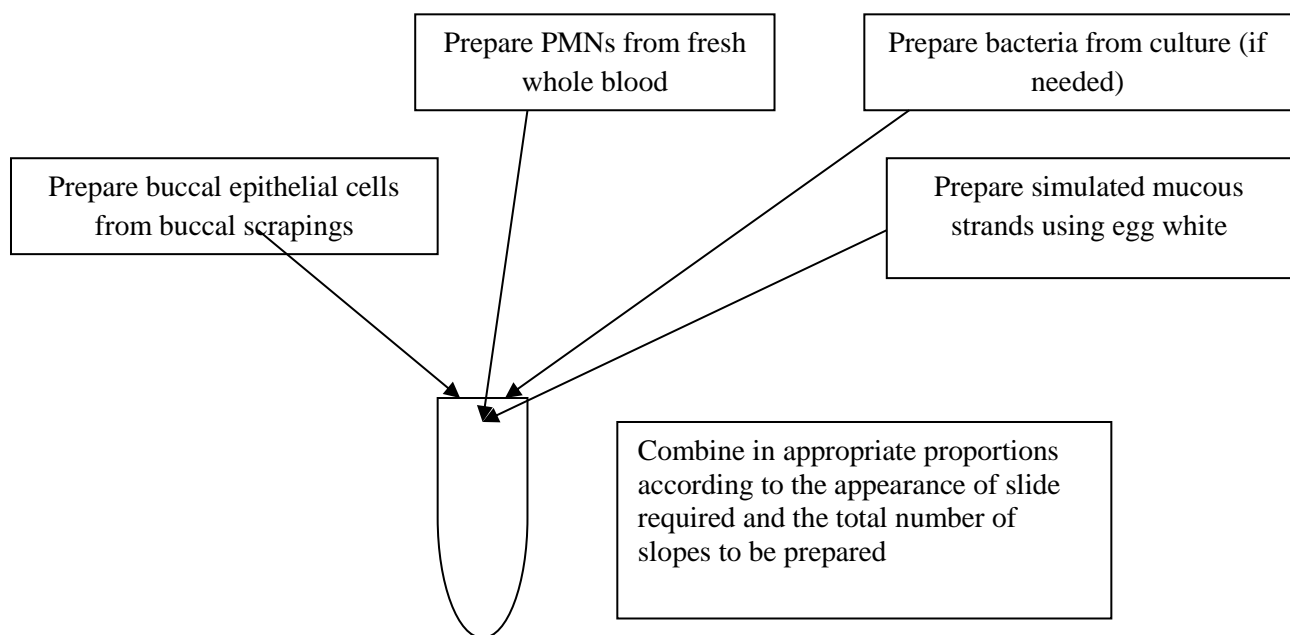 Prepare PMNs from fresh
whole blood
Prepare bacteria from culture (if
needed)
Prepare buccal epithelial cells
from buccal scrapings
Prepare simulated mucous
strands using egg white
Combine in appropriate proportions
according to the appearance of slide
required and the total number of
slopes to be prepared